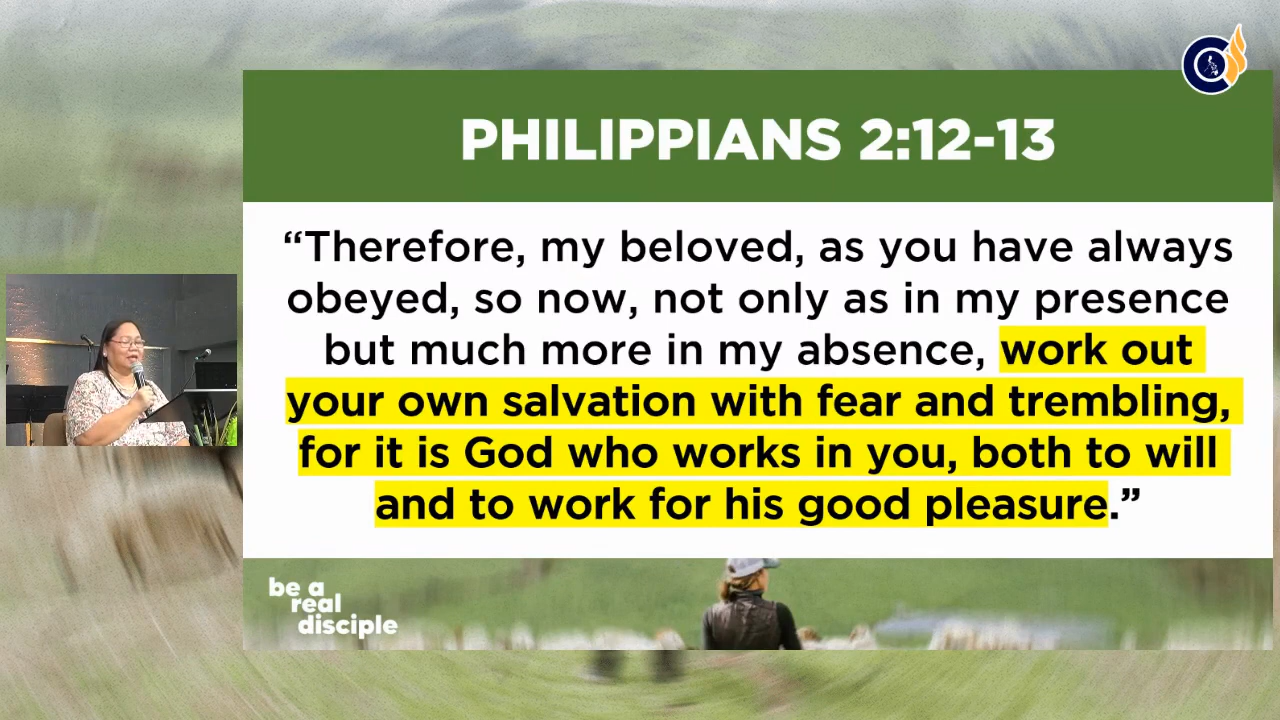 PHILIPPIANS 2:12-13
“Therefore, my beloved, as you have always
obeyed, so now, not only as in my presence
but much more in my absence, work out
your own salvation with fear and trembling,
for it is God who works in you, both to will
and to work for his good pleasure.”
be a
real
disciple